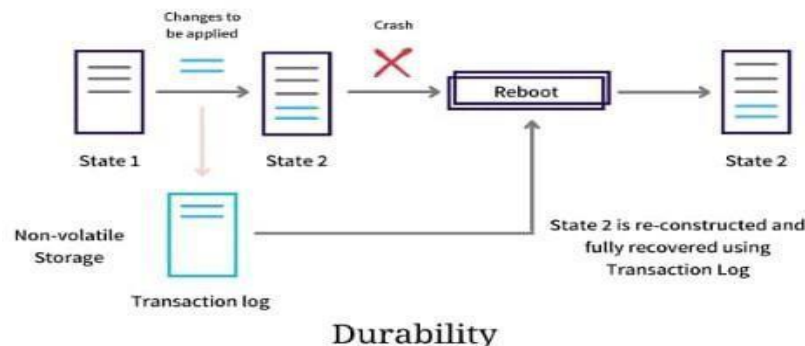 Changes to
be applied
Crash
Reboot
State 1
State 2
State 2
Non-volatile
Storage
State 2 is re-constructed and
fully recovered using
Transaction Log
Transaction log
Durability